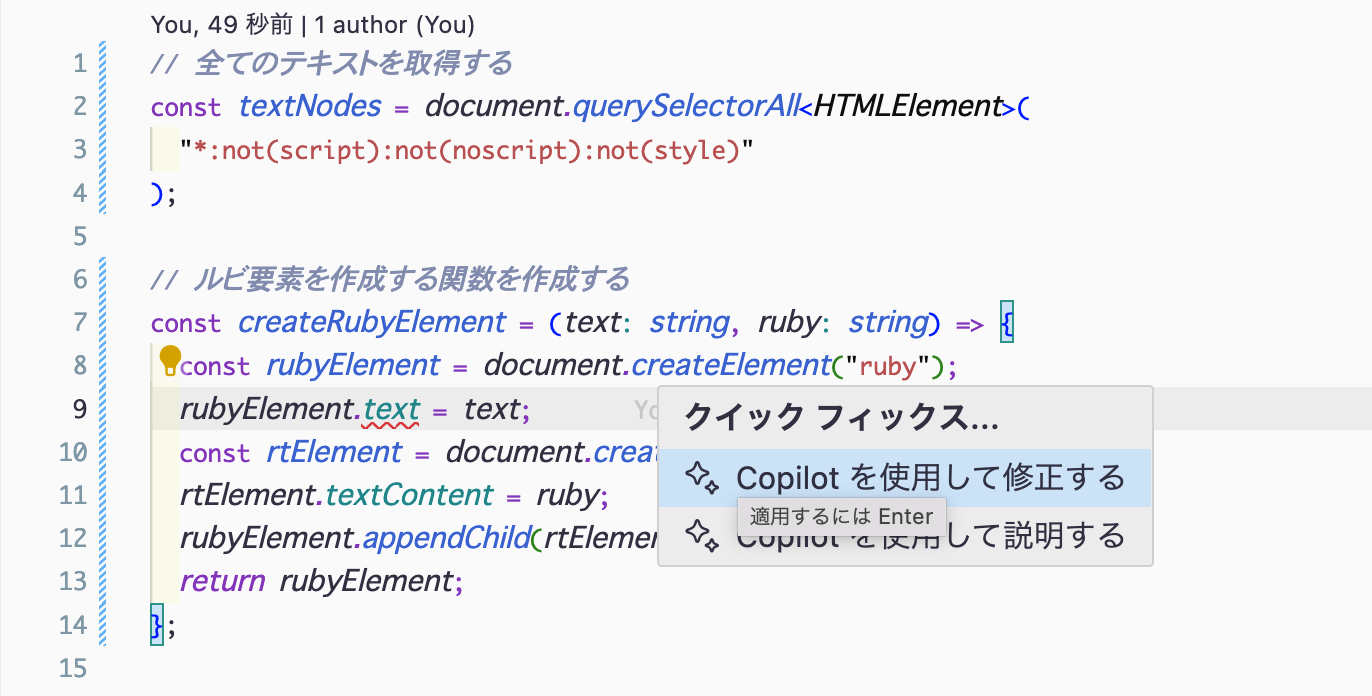 You, 49 秒前 | 1 author (You)
1 // 全てのテキストを取得する
2 const textNodes = document.querySelectorAll<HTMLElement>(
3 "*:not(script):not(noscript):not(style)"
4 );
5
6 // ルビ要素を作成する関数を作成する
7 const createRubyElement = (text: string, ruby: string) => {
8 const rubyElement = document.createElement("ruby");
9 rubyElement.text = text;
クイック フィックス...
10 const rtElement = document.creat
Copilot を使用して修正する
11 rtElement.textContent = ruby;
適用するには Enter
12 rubyElement.appendChild(rtElemen
Copilot を使用して説明する
13 return rubyElement;
14 };
15